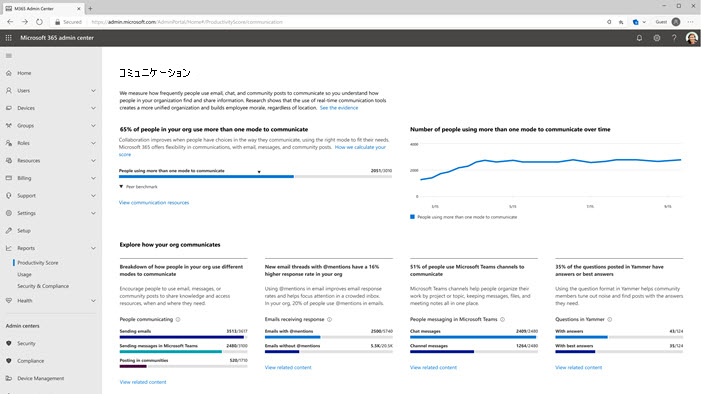 M365 Admin Center
Secured
https://admin.microsoft.com/AdminPortal/Home#/ProductivityScore/communication
Guest
Microsoft 365 admin center
Home
Users
Devices
Groups
Roles
Resources
Billing
Support
Settings
Setup
Reports
Productivity Score
Usage
Security & Compliance
Health
Admin centers
Security
Compliance
Device Management
コミュニケーション
We measure how frequently people use email, chat, and community posts to communicate so you understand how
people in your organization find and share information. Research shows that the use of real-time communication tools
creates a more unified organization and builds employee morale, regardless of location. See the evidence
65% of people in your org use more than one mode to communicate
Collaboration improves when people have choices in the way they communicate, using the right mode to fit their needs.
Microsoft 365 offers flexibility in communications, with email, messages, and community posts. How we calculate your
score
People using more than one mode to communicate 2051/3010
Peer benchmark
View communication resources
Number of people using more than one mode to communicate over time
4000
2000
0
5/15
7/15
9/15
People using more than one mode to communicate
Explore how your org communicates
Breakdown of how people in your org use different
modes to communicate
Encourage people to use email, messages, or
community posts to share knowledge and access
resources, when and where they need.
People communicating
Sending emails 3513/3617
Sending messages in Microsoft Teams 2480/3100
Posting in communities 520/1710
View related content
New email threads with @mentions have a 16%
higher response rate in your org
Using @mentions in email improves email response
rates and helps focus attention in a crowded inbox.
In your org, 20% of people use @mentions in emails.
Emails receiving response
Emails with @mentions 2500/5740
Emails without @mentions 5.5K/20.5K
View related content
51% of people use Microsoft Teams channels to
communicate
Microsoft Teams channels help people organize their
work by project or topic, keeping messages, files, and
meeting notes all in one place.
People messaging in Microsoft Teams
Chat messages 2409/2480
Channel messages 1264/2480
View related content
35% of the questions posted in Yammer have
answers or best answers
Using the question format in Yammer helps community
members tune out noise and find posts with the answers
they need.
Questions in Yammer
With answers 43/124
With best answers 35/124
View related content